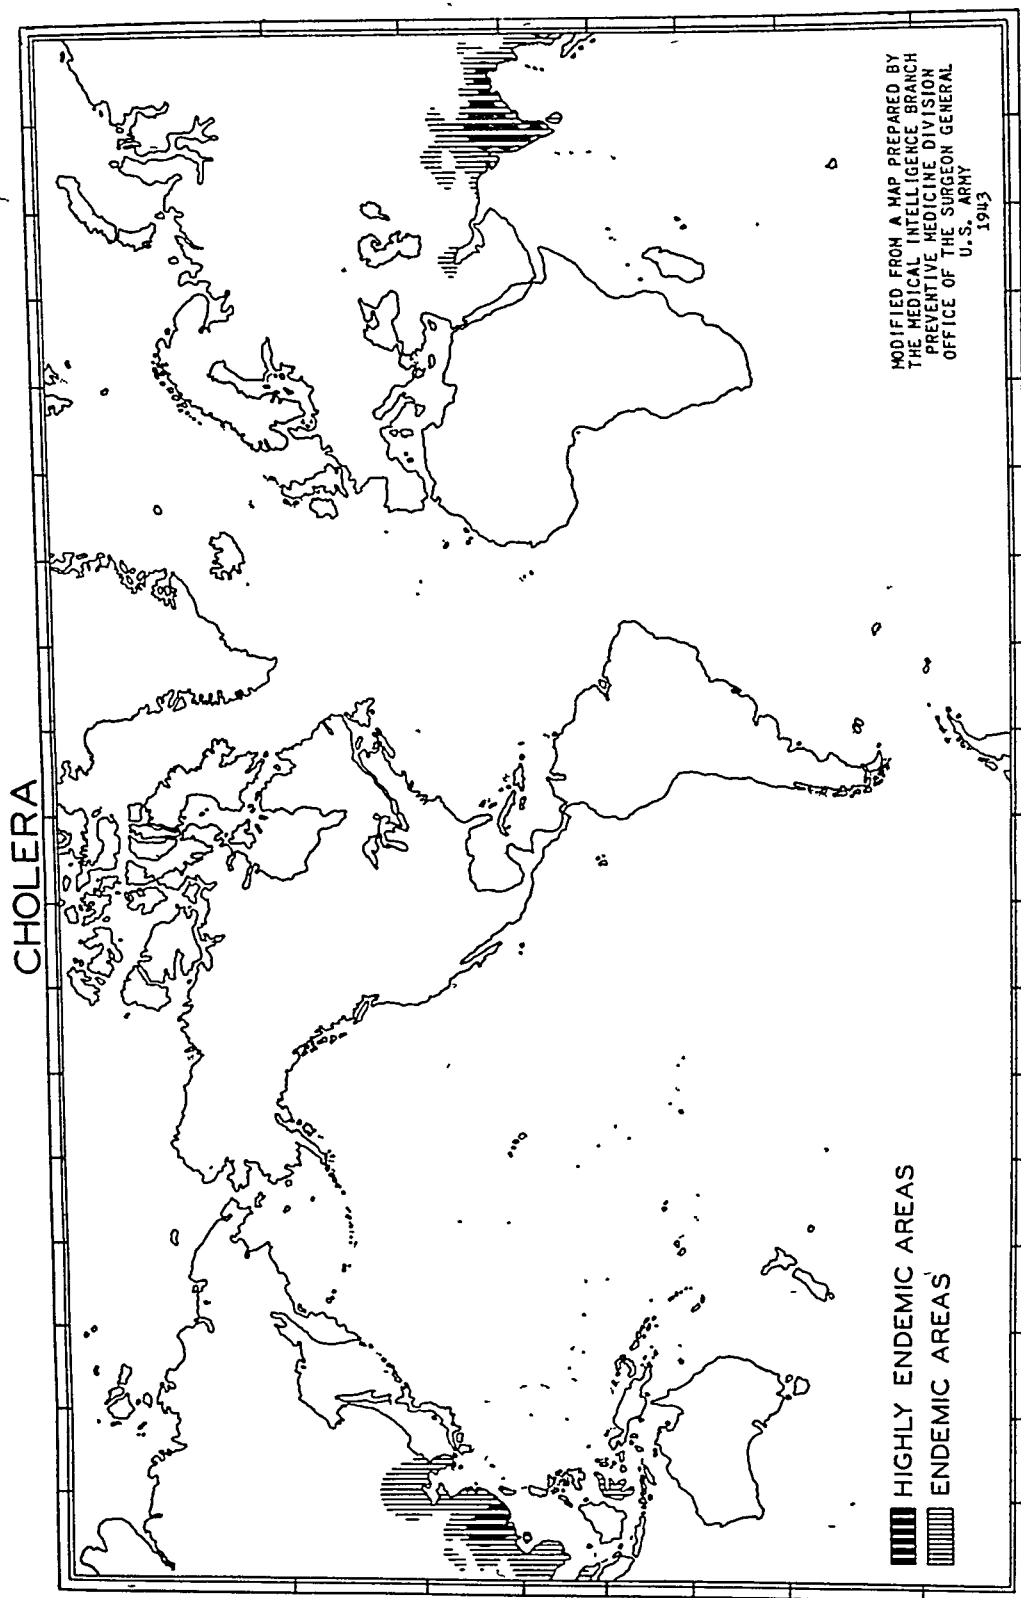 CHOLERA
MODIFIED FROM A MAP PREPARED BY
THE MEDICAL INTELLIGENCE BRANCH
PREVENTIVE MEDICINE DIVISION
OFFICE OF THE SURGEON GENERAL
U.S. ARMY
1943
HIGHLY ENDEMIC AREAS
ENDEMIC AREAS